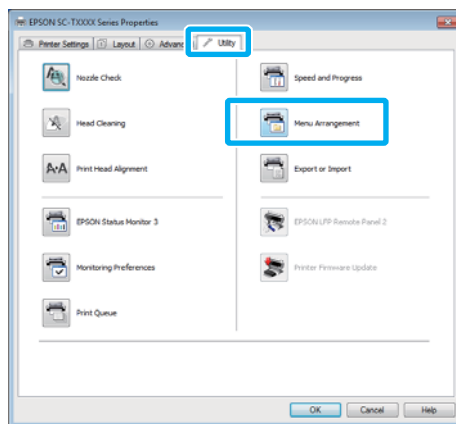 EPSON SC-TXXXX Series Properties
Printer Settings Layout Advanc Utility
Nozzle Check
Speed and Progress
Head Cleaning
Menu Arrangement
Print Head Alignment
Export or Import
EPSON Status Monitor 3
EPSON LFP Remote Panel 2
Monitoring Preferences
Printer Firmware Update
Print Queue
OK Cancel Help